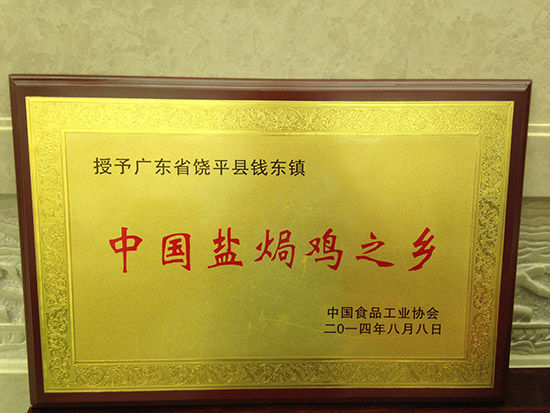 授予广东省饶平县钱东镇
中国盐焗鸡之乡
中国食品工业协会
二0一四年八月八日